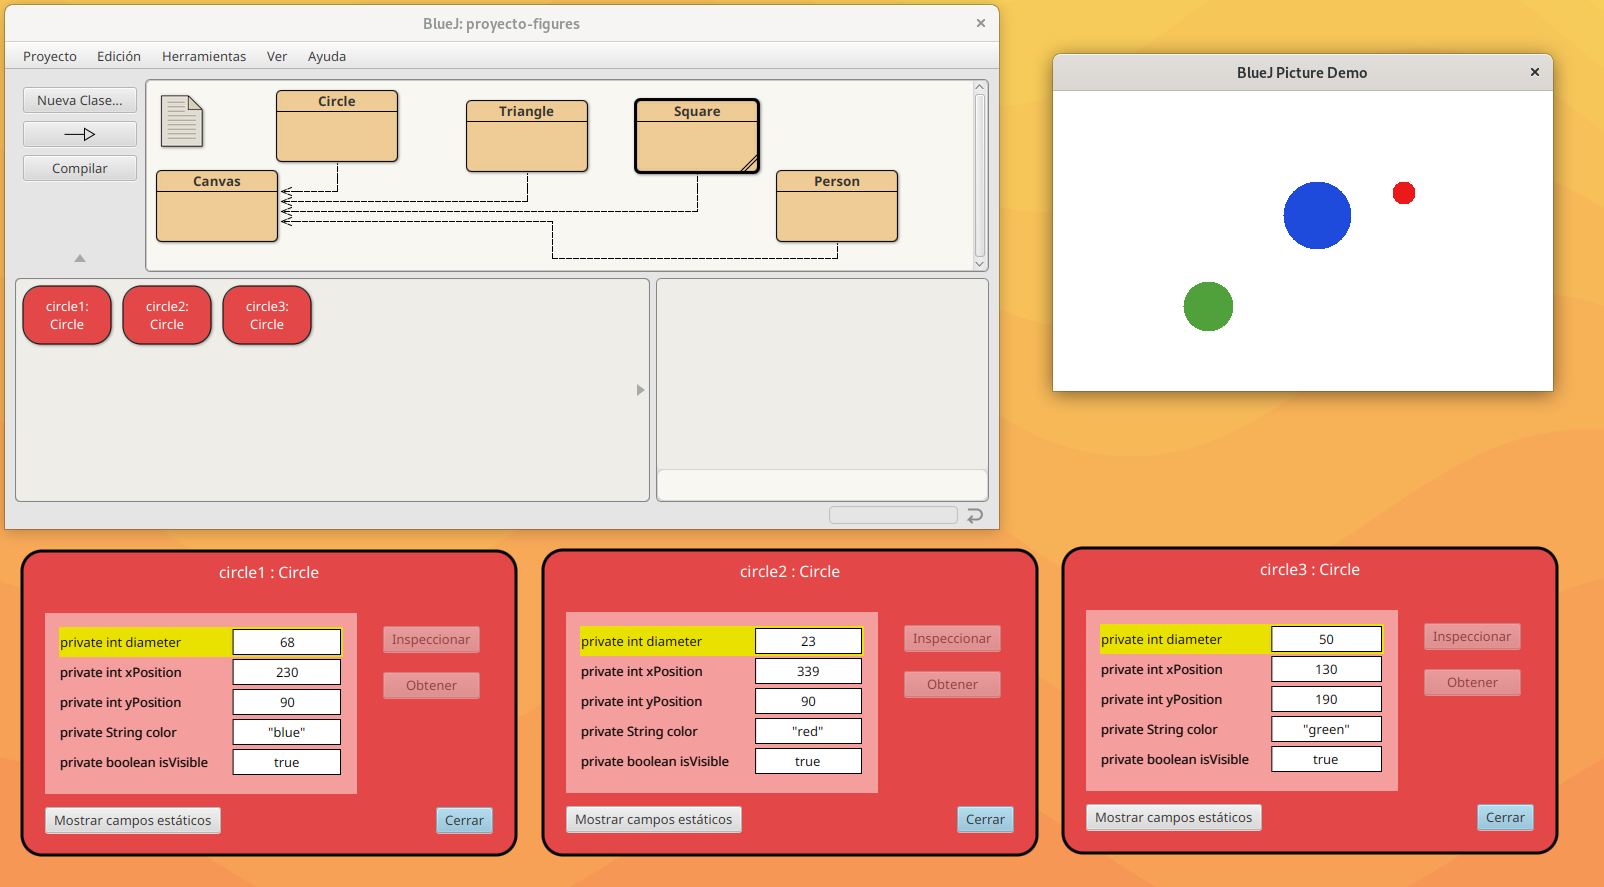 BlueJ: proyecto-figures
Proyecto Edición Herramientas Ver Ayuda
Nueva Clase...
Compilar
Circle
Triangle
Square
Canvas
Person
circle1:
Circle
circle2:
Circle
circle3:
Circle
BlueJ Picture Demo
circle1 : Circle
private int diameter 68
private int xPosition 230
private int yPosition 90
private String color "blue"
private boolean isVisible true
Inspeccionar
Obtener
Mostrar campos estáticos
Cerrar
circle2 : Circle
private int diameter 23
private int xPosition 339
private int yPosition 90
private String color "red"
private boolean isVisible true
Inspeccionar
Obtener
Mostrar campos estáticos
Cerrar
circle3 : Circle
private int diameter 50
private int xPosition 130
private int yPosition 190
private String color "green"
private boolean isVisible true
Inspeccionar
Obtener
Mostrar campos estáticos
Cerrar